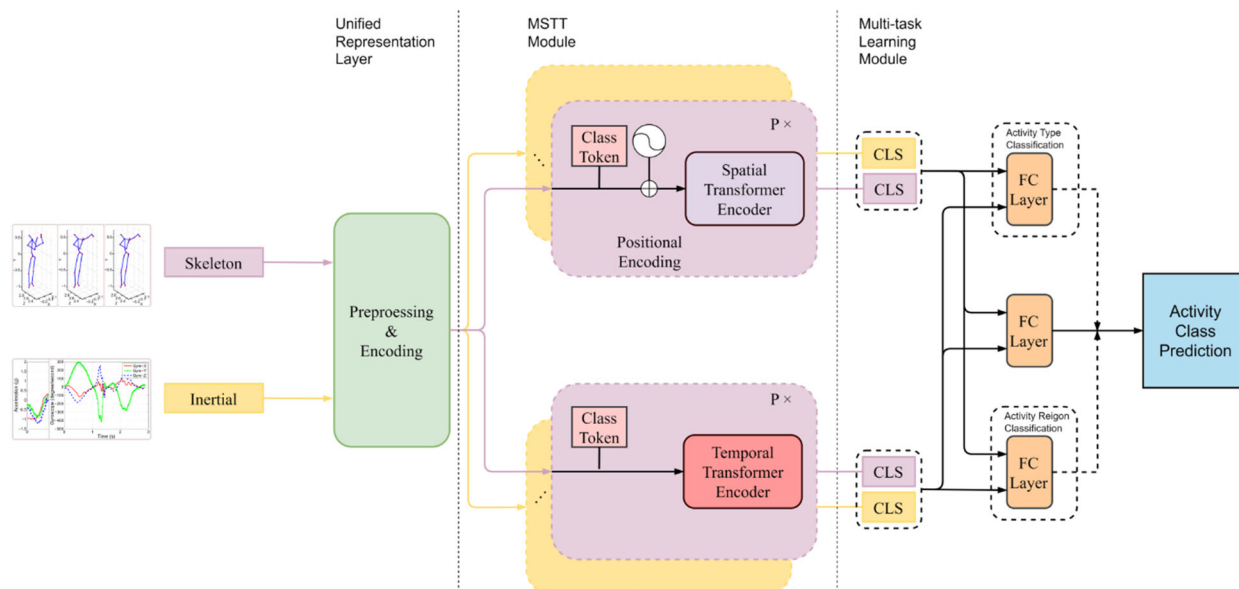 Unified
Representation
Layer
MSTT
Module
Multi-task
Learning
Module
P ×
Class
Token
Spatial
Transformer
Encoder
Positional
Encoding
CLS
CLS
Activity Type
Classification
FC
Layer
Skeleton
Preproessing
&
Encoding
FC
Layer
Activity
Class
Prediction
Inertial
Time (s)
P ×
Class
Token
Temporal
Transformer
Encoder
CLS
CLS
Activity Reigon
Classification
FC
Layer